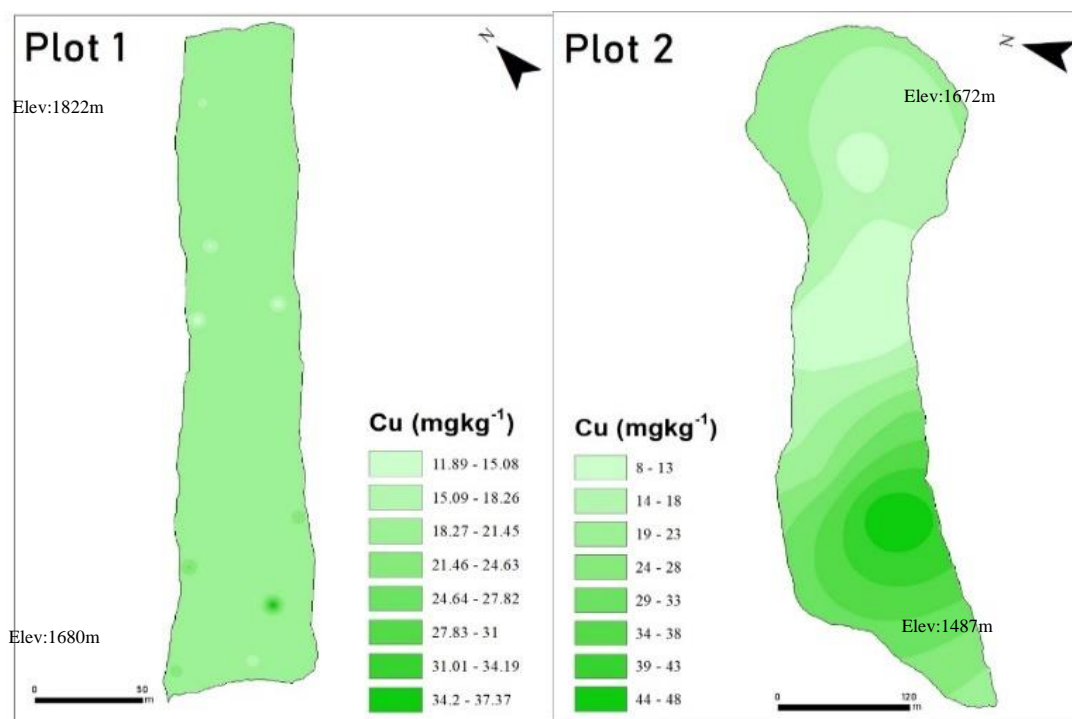 Plot 1
N
Elev:1822m
Elev:1680m
0 50
m
Cu (mgkg⁻¹)
11.89 - 15.08
15.09 - 18.26
18.27 - 21.45
21.46 - 24.63
24.64 - 27.82
27.83 - 31
31.01 - 34.19
34.2 - 37.37
Plot 2
N
Elev:1672m
Elev:1487m
Cu (mgkg⁻¹)
8 - 13
14 - 18
19 - 23
24 - 28
29 - 33
34 - 38
39 - 43
44 - 48
0 120
m